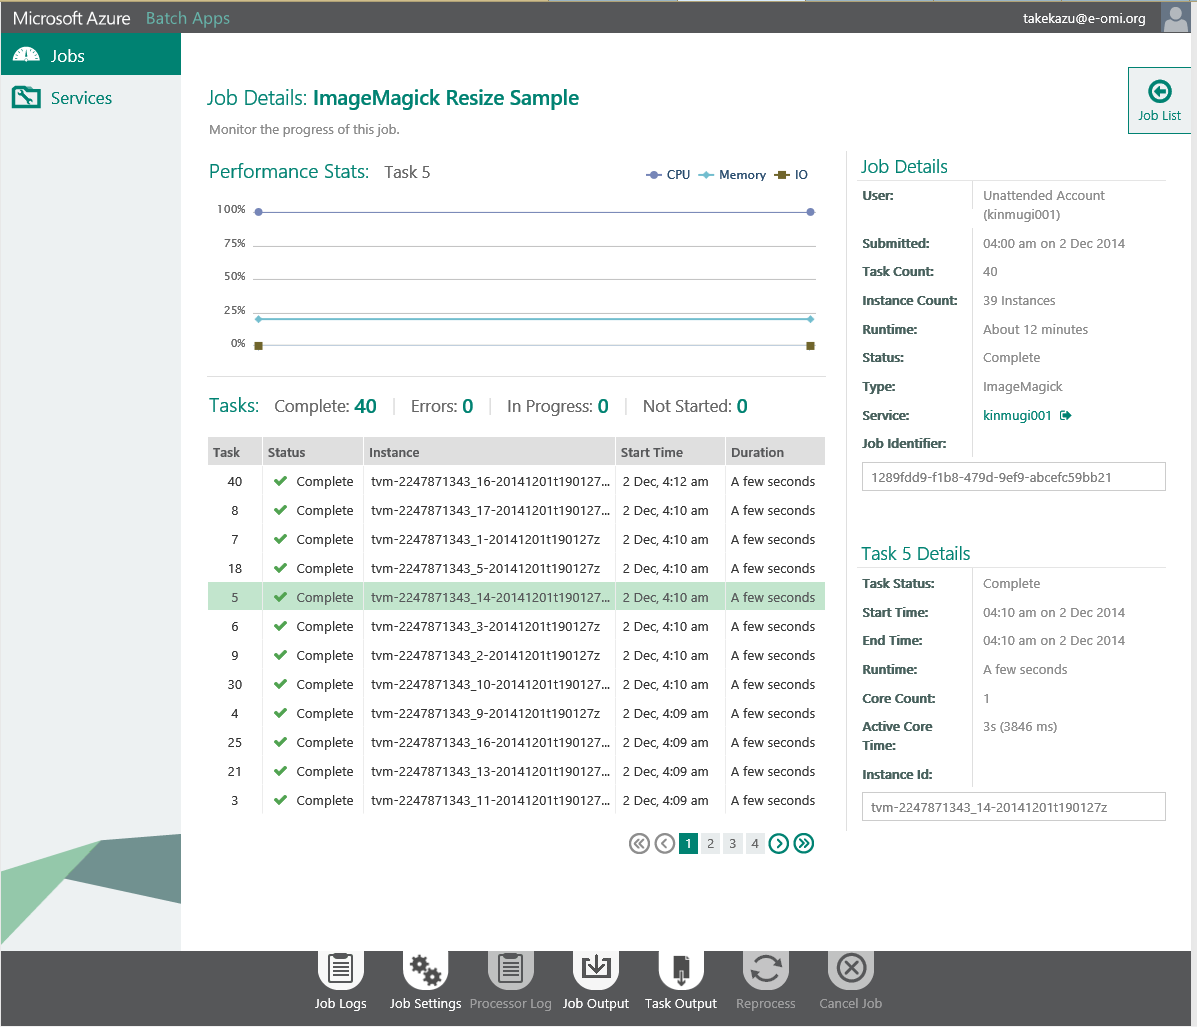 Microsoft Azure Batch Apps
takekazu@e-omi.org
Jobs
Services
Job Details: ImageMagick Resize Sample
Monitor the progress of this job.
Job List
Performance Stats: Task 5
CPU Memory IO
100%
75%
50%
25%
0%
Tasks: Complete: 40 | Errors: 0 | In Progress: 0 | Not Started: 0
Task Status Instance Start Time Duration
40 Complete tvm-2247871343_16-20141201t190127... 2 Dec, 4:12 am A few seconds
8 Complete tvm-2247871343_17-20141201t190127... 2 Dec, 4:10 am A few seconds
7 Complete tvm-2247871343_1-20141201t190127z 2 Dec, 4:10 am A few seconds
18 Complete tvm-2247871343_5-20141201t190127z 2 Dec, 4:10 am A few seconds
5 Complete tvm-2247871343_14-20141201t190127... 2 Dec, 4:10 am A few seconds
6 Complete tvm-2247871343_3-20141201t190127z 2 Dec, 4:10 am A few seconds
9 Complete tvm-2247871343_2-20141201t190127z 2 Dec, 4:10 am A few seconds
30 Complete tvm-2247871343_10-20141201t190127... 2 Dec, 4:10 am A few seconds
4 Complete tvm-2247871343_9-20141201t190127z 2 Dec, 4:09 am A few seconds
25 Complete tvm-2247871343_16-20141201t190127... 2 Dec, 4:09 am A few seconds
21 Complete tvm-2247871343_13-20141201t190127... 2 Dec, 4:09 am A few seconds
3 Complete tvm-2247871343_11-20141201t190127... 2 Dec, 4:09 am A few seconds
1 2 3 4
Job Details
User: Unattended Account
(kinmugi001)
Submitted: 04:00 am on 2 Dec 2014
Task Count: 40
Instance Count: 39 Instances
Runtime: About 12 minutes
Status: Complete
Type: ImageMagick
Service: kinmugi001
Job Identifier:
1289fdd9-f1b8-479d-9ef9-abcefc59bb21
Task 5 Details
Task Status: Complete
Start Time: 04:10 am on 2 Dec 2014
End Time: 04:10 am on 2 Dec 2014
Runtime: A few seconds
Core Count: 1
Active Core 3s (3846 ms)
Time:
Instance Id:
tvm-2247871343_14-20141201t190127z
Job Logs Job Settings Processor Log Job Output Task Output Reprocess Cancel Job